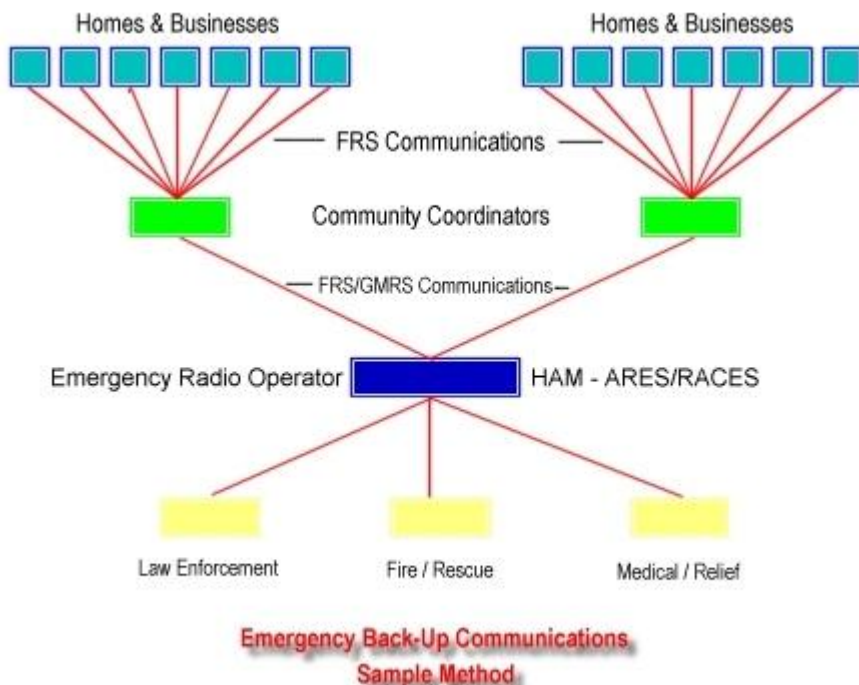 Homes & Businesses
Homes & Businesses
FRS Communications
Community Coordinators
FRS/GMRS Communications
Emergency Radio Operator
HAM - ARES/RACES
Law Enforcement
Fire / Rescue
Medical / Relief
Emergency Back-Up Communications
Sample Method